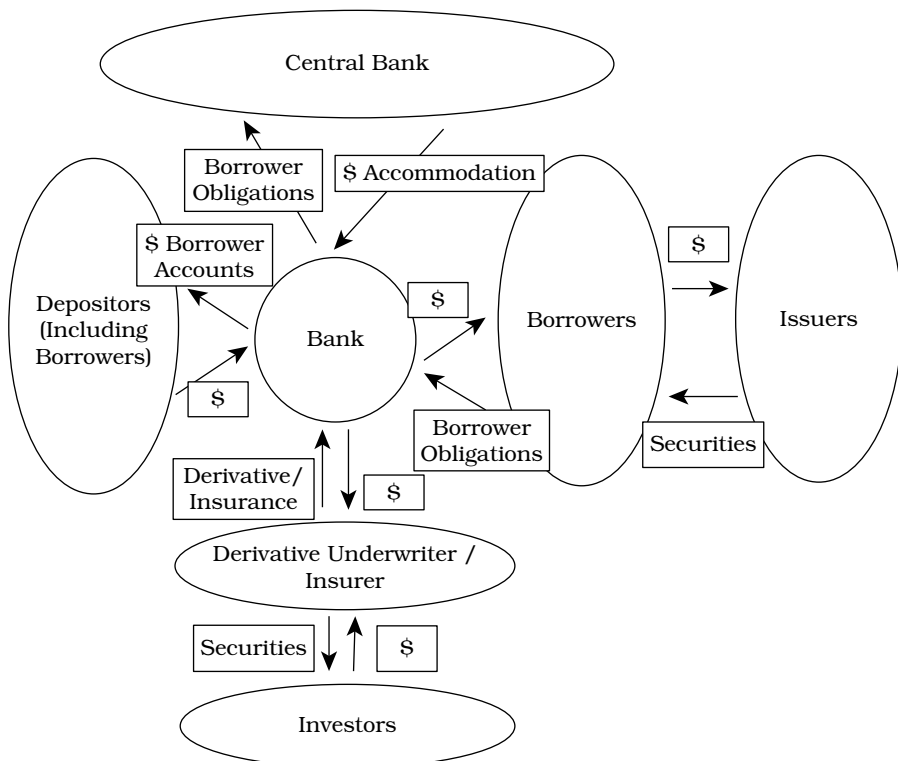 Central Bank
Borrower
Obligations
$ Accommodation
$ Borrower
Accounts
$
Depositors
(Including
Borrowers)
Bank
$
Borrowers
Issuers
$
Borrower
Obligations
Securities
Derivative/
Insurance
$
Derivative Underwriter /
Insurer
Securities
$
Investors